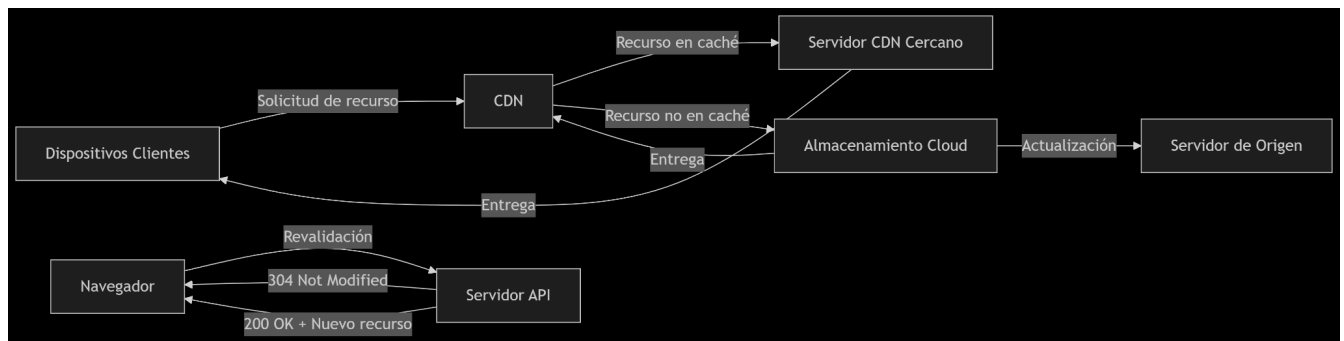 Recurso en caché
Servidor CDN Cercano
Solicitud de recurso
CDN
Recurso no en caché
Dispositivos Clientes
Entrega
Almacenamiento Cloud
Actualización
Servidor de Origen
Entrega
Revalidación
Navegador
304 Not Modified
Servidor API
200 OK + Nuevo recurso